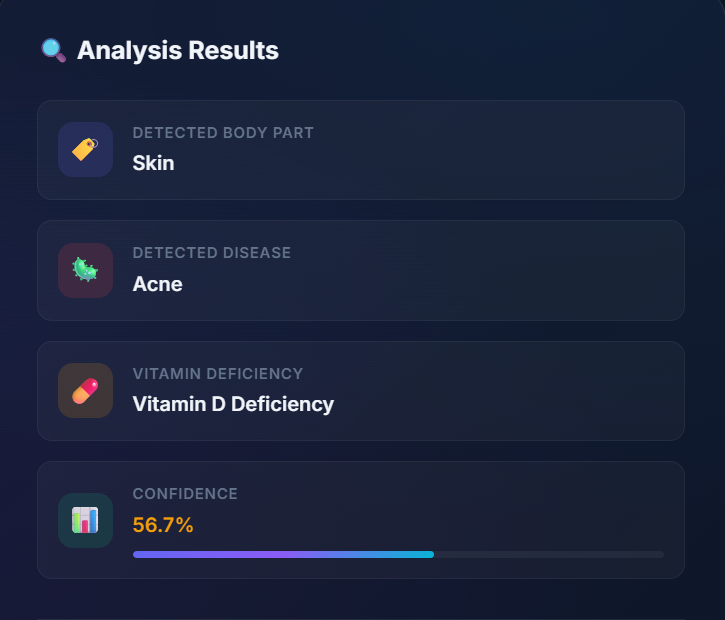 Analysis Results
DETECTED BODY PART
Skin
DETECTED DISEASE
Acne
VITAMIN DEFICIENCY
Vitamin D Deficiency
CONFIDENCE
56.7%